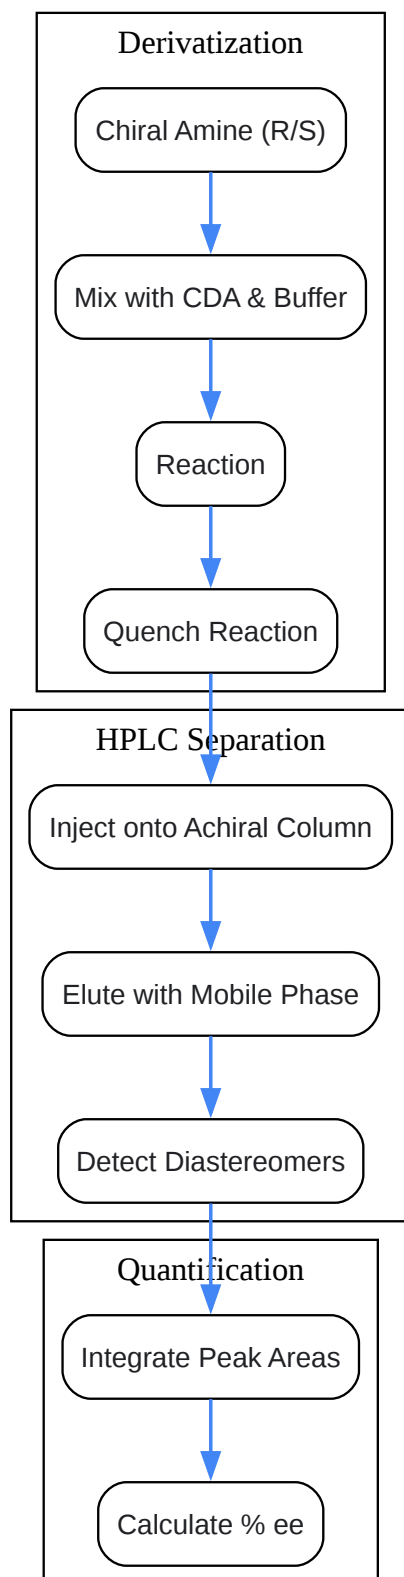 Derivatization
Chiral Amine (R/S)
Mix with CDA & Buffer
Reaction
Quench Reaction
HPLC Separation
Inject onto Achiral Column
Elute with Mobile Phase
Detect Diastereomers
Quantification
Integrate Peak Areas
Calculate % ee